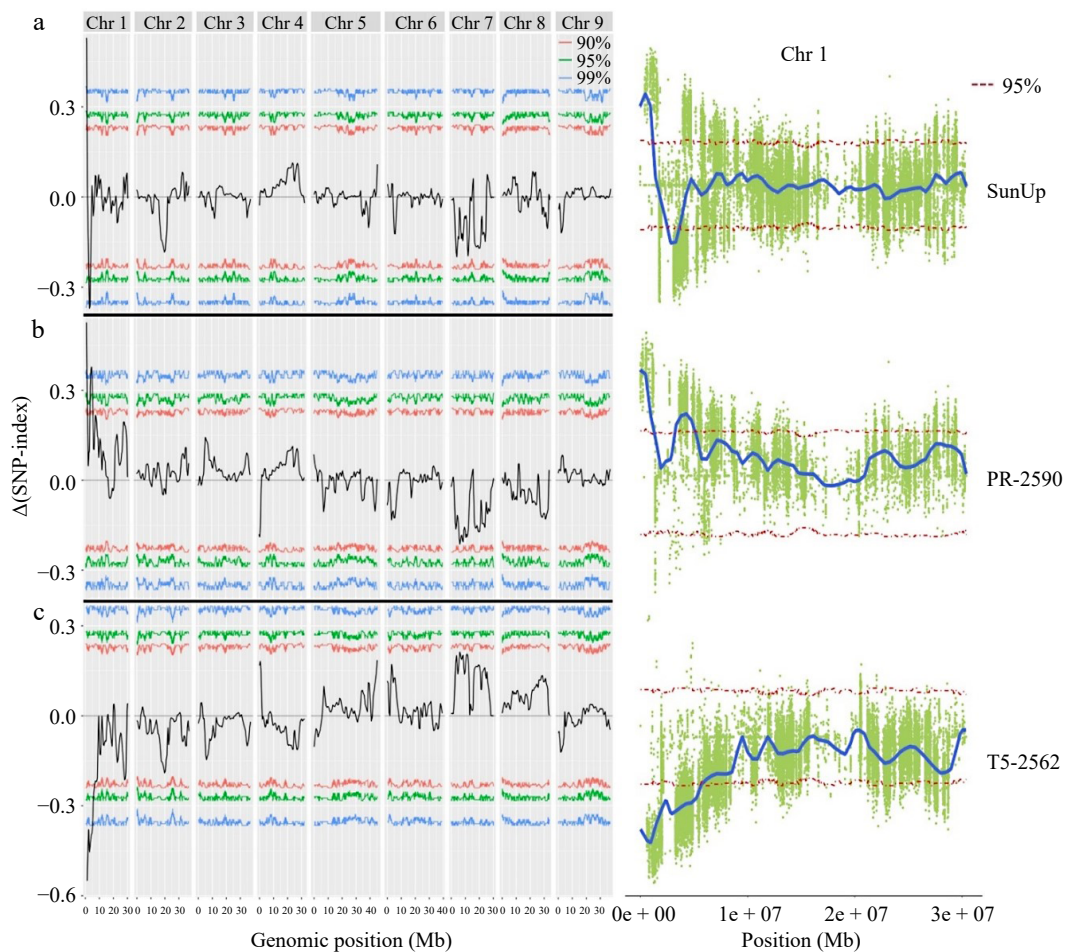 a
Chr 1 Chr 2 Chr 3 Chr 4 Chr 5 Chr 6 Chr 7 Chr 8 Chr 9
90%
95%
99%
0.3
0.0
−0.3
Chr 1
95%
SunUp
b
0.3
0.0
−0.3
Δ(SNP-index)
PR-2590
c
0.3
0.0
−0.3
−0.6
T5-2562
0 10 20 30 0 10 20 30 0 10 20 30 0 10 20 30 0 10 20 30 40 0 10 20 30 40 0 10 20 30 0 10 20 30 0 10 20 30
Genomic position (Mb)
0e + 00 1e + 07 2e + 07 3e + 07
Position (Mb)